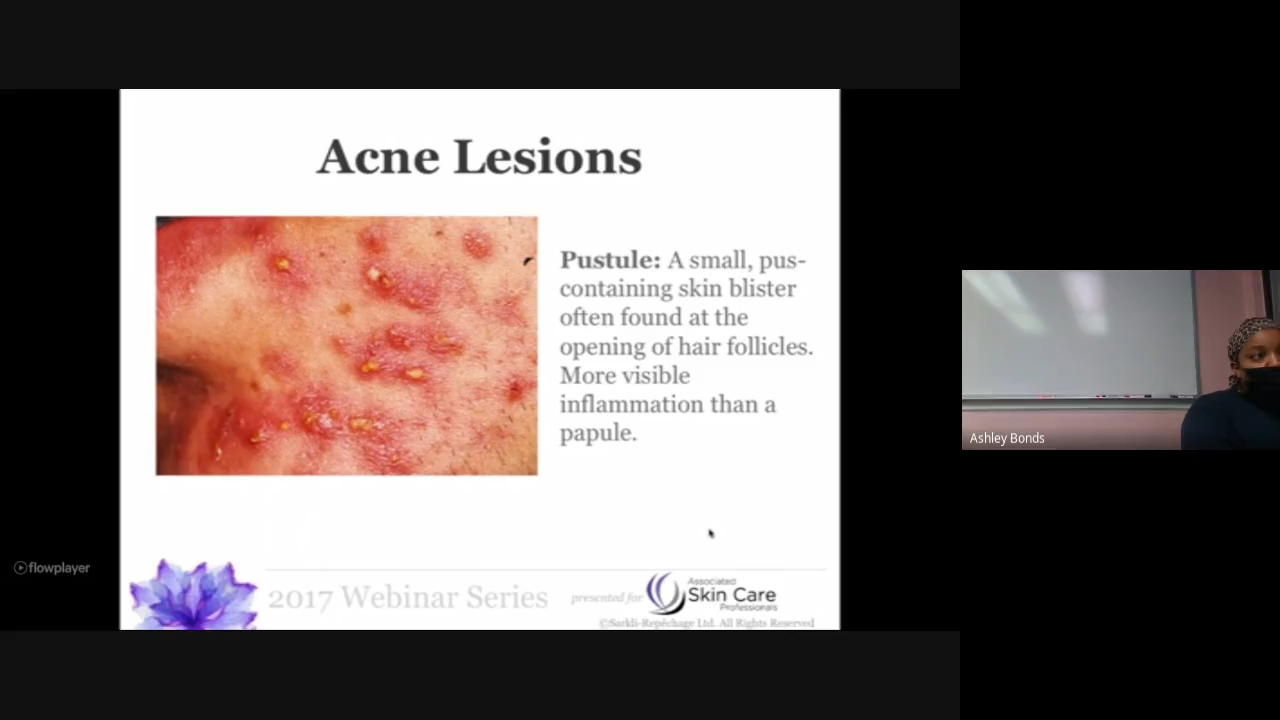 Acne Lesions
Pustule: A small, pus-
containing skin blister
often found at the
opening of hair follicles.
More visible
inflammation than a
papule.
flowplayer
2017 Webinar Series
presented for
Associated
Skin Care
Professionals
©Sarkli-Repêchage Ltd. All Rights Reserved
Ashley Bonds